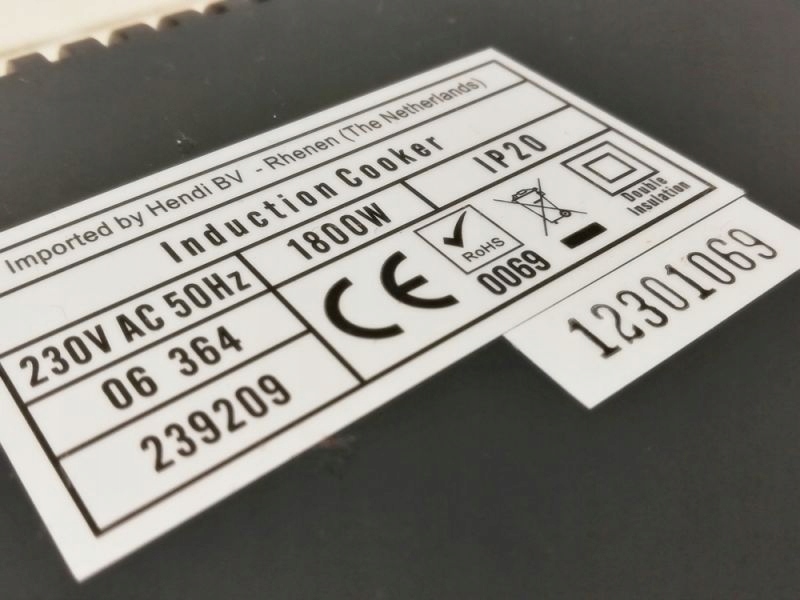 Imported by Hendi BV - Rhenen (The Netherlands)
Induction Cooker
230V AC 50Hz
1800W
IP20
06 364
239209
CE
RoHS
0069
Double
Insulation
12301069